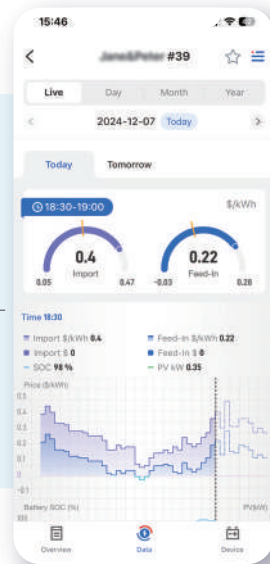 15:46
#39
Live Day Month Year
2024-12-07 Today
Today Tomorrow
18:30-19:00 $/kWh
0.4 0.22
Import Feed-In
0.05 0.47 -0.03 0.28
Time 18:30
Import $/kWh 0.4 Feed-In $/kWh 0.22
Import $ 0 Feed-In $ 0
SOC 98 % PV kW 0.35
Price ($/kWh)
0.5
0.4
0.3
0.2
0.1
0
-0.1
Battery SOC (%) PV(kW)
100
Overview Data Device